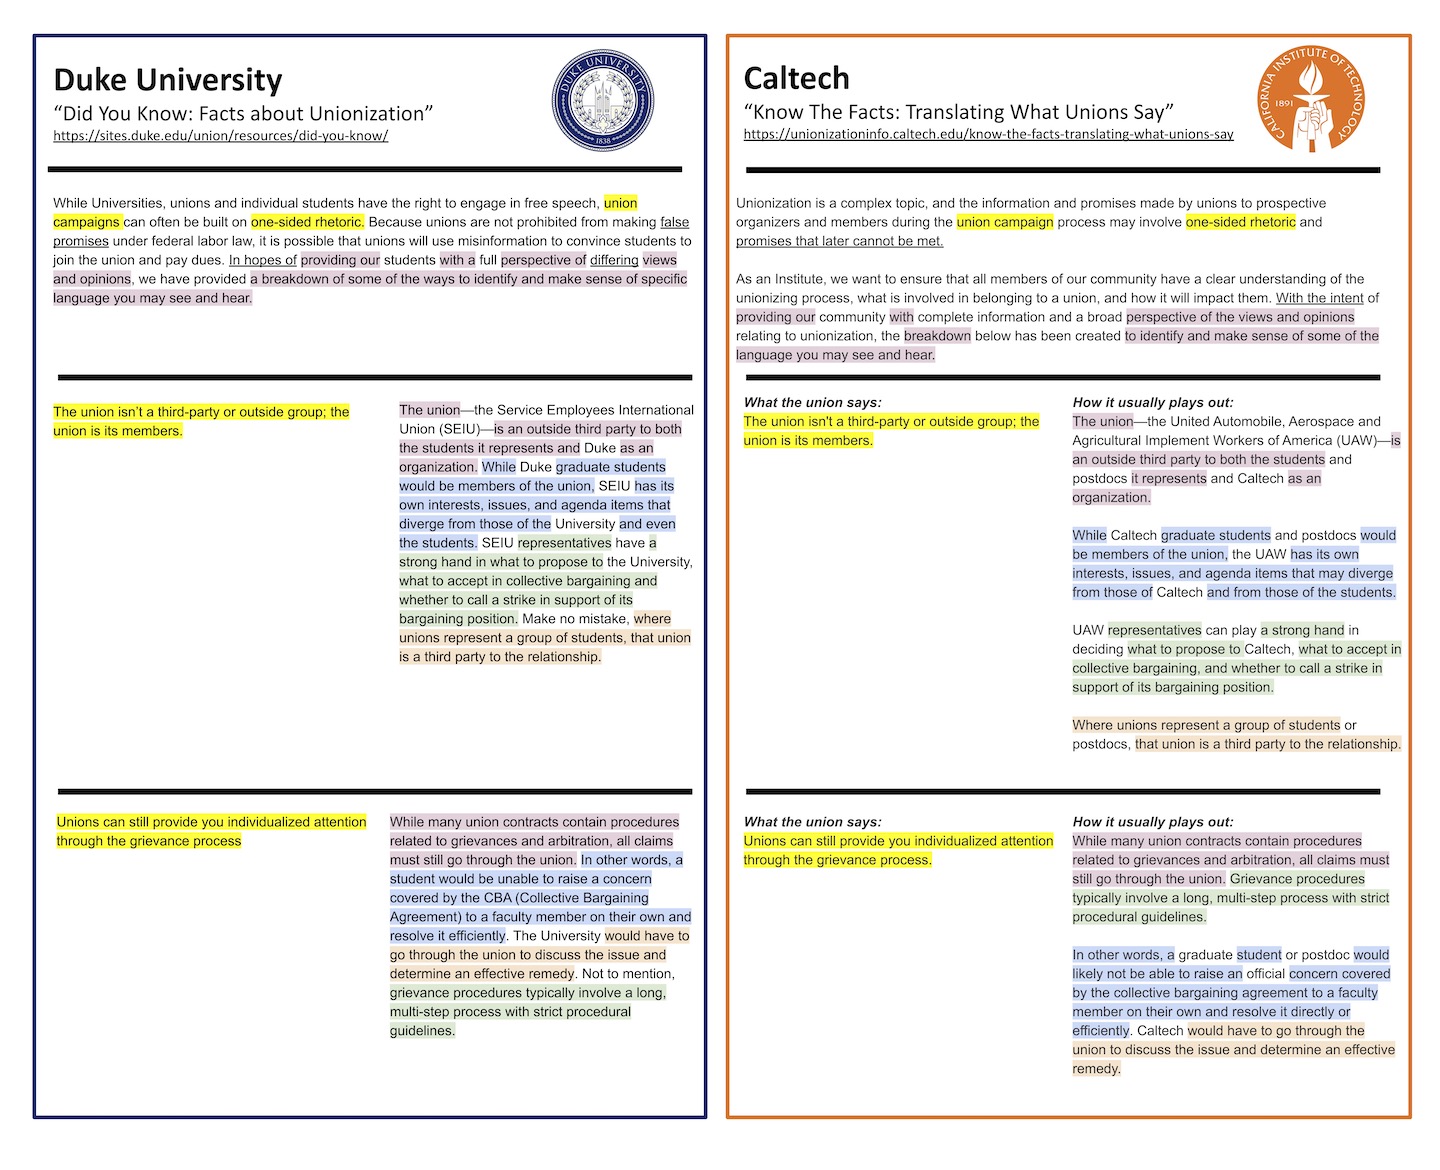 Duke University
“Did You Know: Facts about Unionization”
https://sites.duke.edu/union/resources/did-you-know/
DUKE UNIVERSITY
1838
While Universities, unions and individual students have the right to engage in free speech, union
campaigns can often be built on one-sided rhetoric. Because unions are not prohibited from making false
promises under federal labor law, it is possible that unions will use misinformation to convince students to
join the union and pay dues. In hopes of providing our students with a full perspective of differing views
and opinions, we have provided a breakdown of some of the ways to identify and make sense of specific
language you may see and hear.
The union isn’t a third-party or outside group; the
union is its members.
The union—the Service Employees International
Union (SEIU)—is an outside third party to both
the students it represents and Duke as an
organization. While Duke graduate students
would be members of the union, SEIU has its
own interests, issues, and agenda items that
diverge from those of the University and even
the students. SEIU representatives have a
strong hand in what to propose to the University,
what to accept in collective bargaining and
whether to call a strike in support of its
bargaining position. Make no mistake, where
unions represent a group of students, that union
is a third party to the relationship.
Unions can still provide you individualized attention
through the grievance process
While many union contracts contain procedures
related to grievances and arbitration, all claims
must still go through the union. In other words, a
student would be unable to raise a concern
covered by the CBA (Collective Bargaining
Agreement) to a faculty member on their own and
resolve it efficiently. The University would have to
go through the union to discuss the issue and
determine an effective remedy. Not to mention,
grievance procedures typically involve a long,
multi-step process with strict procedural
guidelines.
Caltech
“Know The Facts: Translating What Unions Say”
https://unionizationinfo.caltech.edu/know-the-facts-translating-what-unions-say
CALIFORNIA INSTITUTE OF TECHNOLOGY
1891
Unionization is a complex topic, and the information and promises made by unions to prospective
organizers and members during the union campaign process may involve one-sided rhetoric and
promises that later cannot be met.
As an Institute, we want to ensure that all members of our community have a clear understanding of the
unionizing process, what is involved in belonging to a union, and how it will impact them. With the intent of
providing our community with complete information and a broad perspective of the views and opinions
relating to unionization, the breakdown below has been created to identify and make sense of some of the
language you may see and hear.
What the union says:
The union isn't a third-party or outside group; the
union is its members.
How it usually plays out:
The union—the United Automobile, Aerospace and
Agricultural Implement Workers of America (UAW)—is
an outside third party to both the students and
postdocs it represents and Caltech as an
organization.
While Caltech graduate students and postdocs would
be members of the union, the UAW has its own
interests, issues, and agenda items that may diverge
from those of Caltech and from those of the students.
UAW representatives can play a strong hand in
deciding what to propose to Caltech, what to accept in
collective bargaining, and whether to call a strike in
support of its bargaining position.
Where unions represent a group of students or
postdocs, that union is a third party to the relationship.
What the union says:
Unions can still provide you individualized attention
through the grievance process.
How it usually plays out:
While many union contracts contain procedures
related to grievances and arbitration, all claims must
still go through the union. Grievance procedures
typically involve a long, multi-step process with strict
procedural guidelines.
In other words, a graduate student or postdoc would
likely not be able to raise an official concern covered
by the collective bargaining agreement to a faculty
member on their own and resolve it directly or
efficiently. Caltech would have to go through the
union to discuss the issue and determine an effective
remedy.